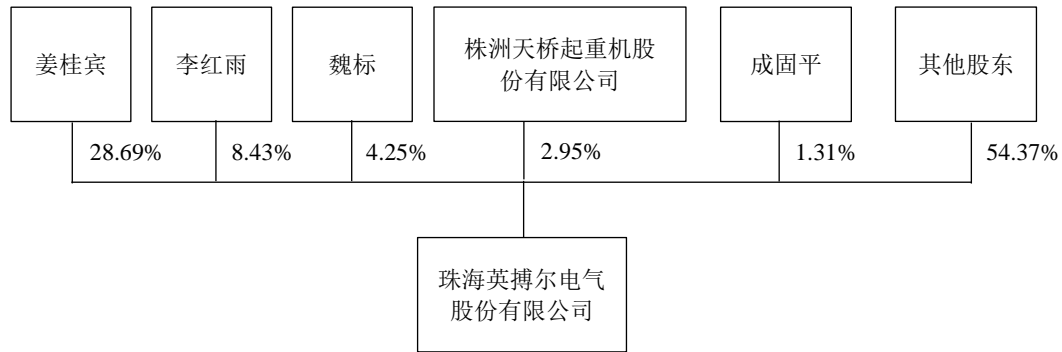 姜桂宾
李红雨
魏标
株洲天桥起重机股
份有限公司
成固平
其他股东
28.69%
8.43%
4.25%
2.95%
1.31%
54.37%
珠海英搏尔电气
股份有限公司